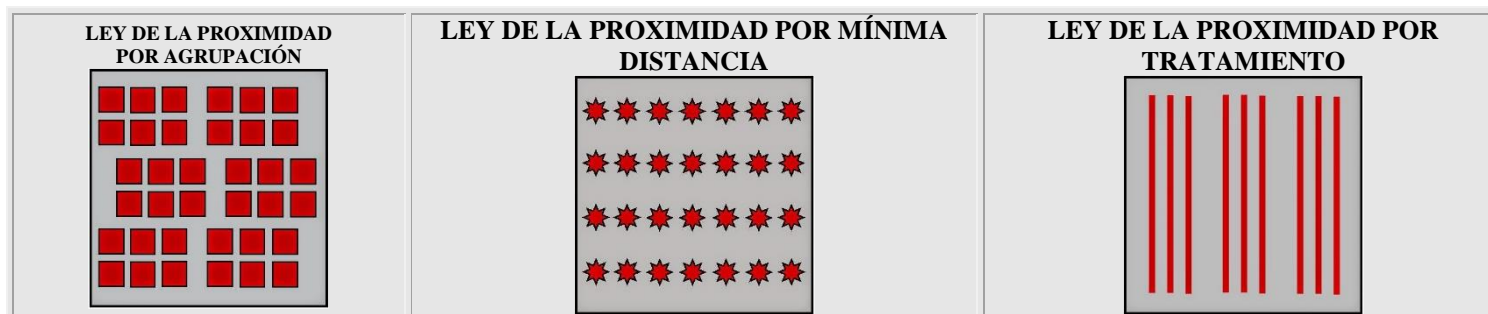 LEY DE LA PROXIMIDAD
POR AGRUPACIÓN
LEY DE LA PROXIMIDAD POR MÍNIMA
DISTANCIA
LEY DE LA PROXIMIDAD POR
TRATAMIENTO